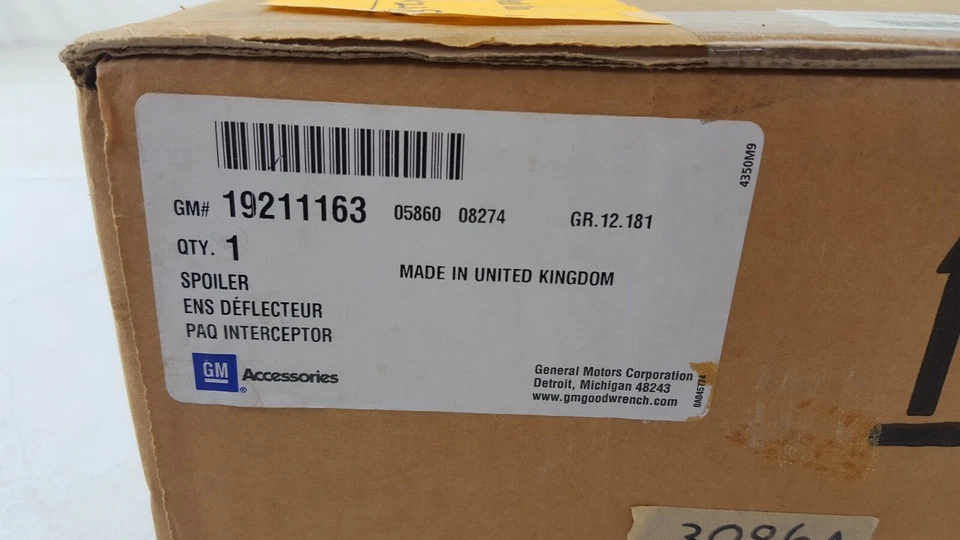 4350M9
GM# 19211163 05860 08274 GR.12.181
QTY. 1
SPOILER MADE IN UNITED KINGDOM
ENS DÉFLECTEUR
PAQ INTERCEPTOR
GM Accessories
®
General Motors Corporation
Detroit, Michigan 48243
www.gmgoodwrench.com
0A045774